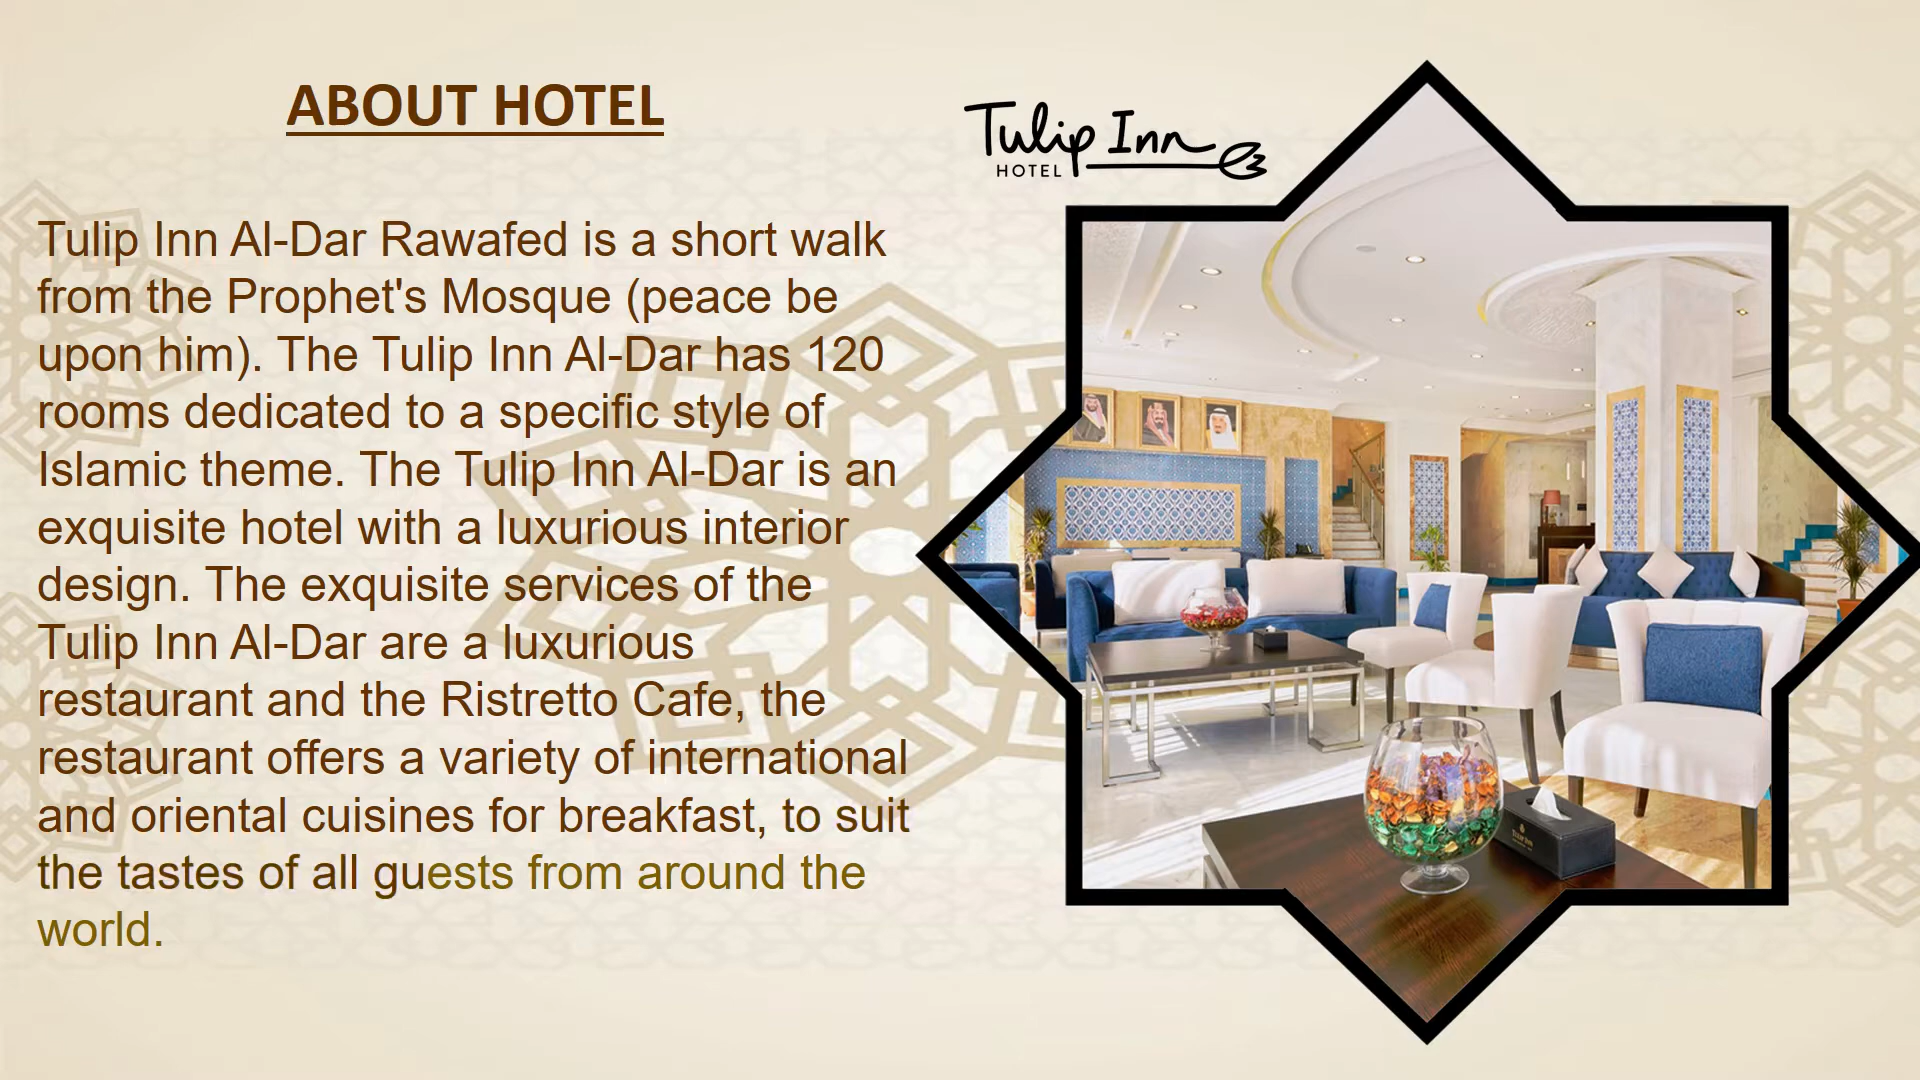 ABOUT HOTEL
Tulip Inn
HOTEL
Tulip Inn Al-Dar Rawafed is a short walk
from the Prophet's Mosque (peace be
upon him). The Tulip Inn Al-Dar has 120
rooms dedicated to a specific style of
Islamic theme. The Tulip Inn Al-Dar is an
exquisite hotel with a luxurious interior
design. The exquisite services of the
Tulip Inn Al-Dar are a luxurious
restaurant and the Ristretto Cafe, the
restaurant offers a variety of international
and oriental cuisines for breakfast, to suit
the tastes of all guests from around the
world.
TULIP INN